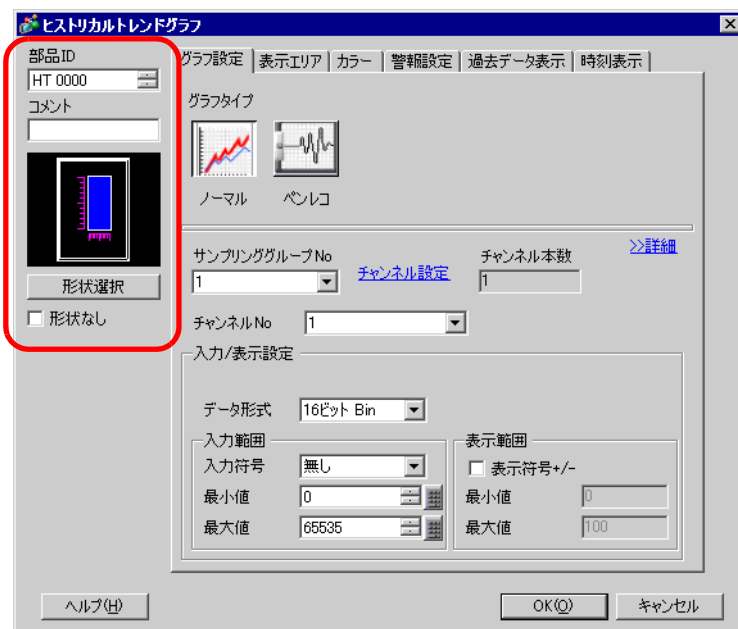 ヒストリカルトレンドグラフ
部品ID
HT 0000
コメント
形状選択
形状なし
グラフ設定 表示エリア カラー 警報設定 過去データ表示 時刻表示
グラフタイプ
ノーマル ペンレコ
サンプリンググループNo チャンネル本数 >>詳細
1 チャンネル設定 1
チャンネルNo 1
入力/表示設定
データ形式 16ビット Bin
入力範囲 表示範囲
入力符号 無し 表示符号+/-
最小値 0 最小値 0
最大値 65535 最大値 100
ヘルプ(H) OK(O) キャンセル